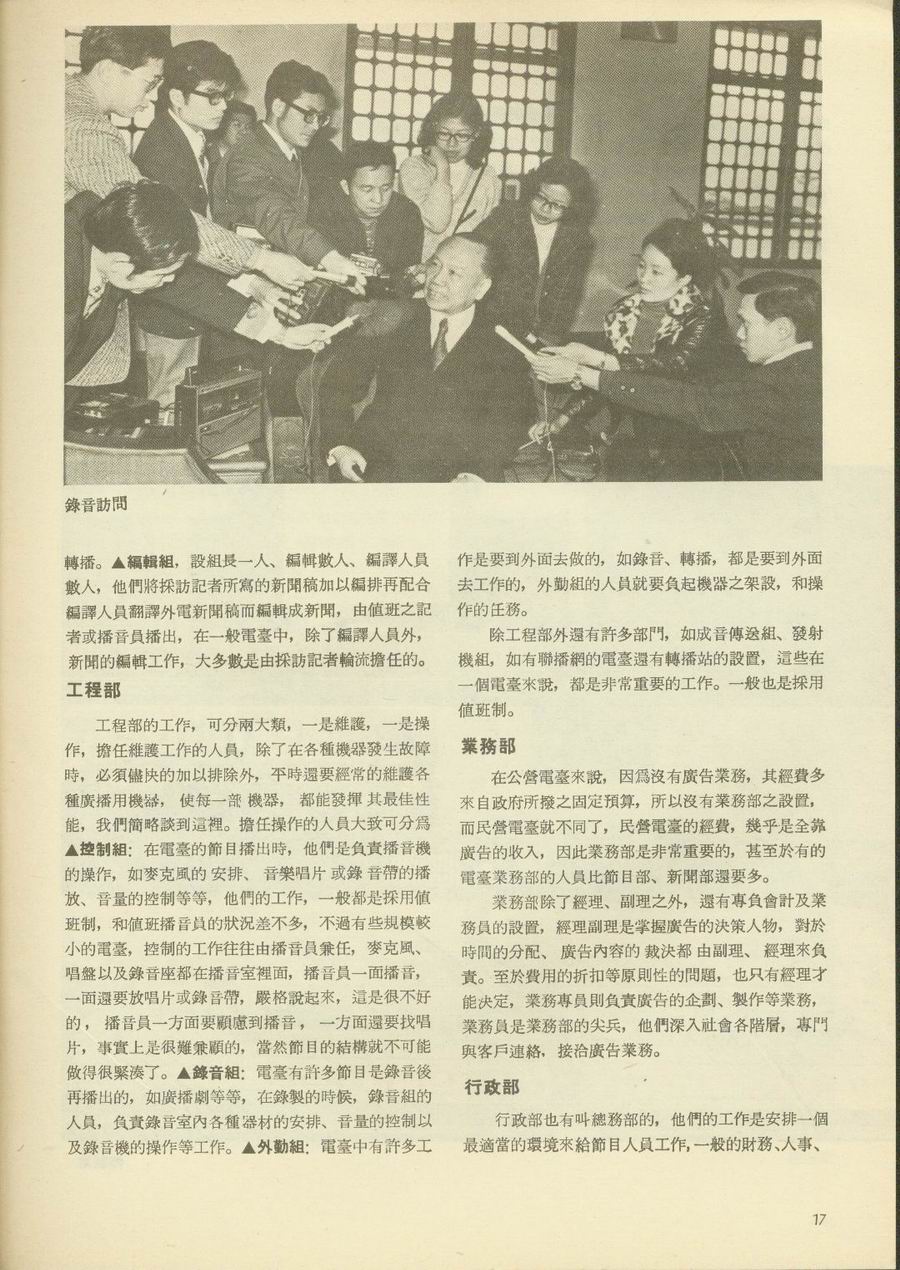 錄音訪問
轉播。▲編輯組，設組長一人、編輯數人、編譯人員
數人，他們將採訪記者所寫的新聞稿加以編排再配合
編譯人員翻譯外電新聞稿而編輯成新聞，由值班之記
者或播音員播出，在一般電臺中，除了編譯人員外，
新聞的編輯工作，大多數是由採訪記者輪流擔任的。
工程部
工程部的工作，可分兩大類，一是維護，一是操
作，擔任維護工作的人員，除了在各種機器發生故障
時，必須儘快的加以排除外，平時還要經常的維護各
種廣播用機器，使每一部機器，都能發揮其最佳性
能，我們簡略談到這裡。擔任操作的人員大致可分爲
▲控制組：在電臺的節目播出時，他們是負責播音機
的操作，如麥克風的安排、音樂唱片或錄音帶的播
放、音量的控制等等，他們的工作，一般都是採用值
班制，和值班播音員的狀況差不多，不過有些規模較
小的電臺，控制的工作往往由播音員兼任，麥克風、
唱盤以及錄音座都在播音室裡面，播音員一面播音，
一面還要放唱片或錄音帶，嚴格說起來，這是很不好
的，播音員一方面要顧慮到播音，一方面還要找唱
片，事實上是很難兼顧的，當然節目的結構就不可能
做得很緊湊了。▲錄音組：電臺有許多節目是錄音後
再播出的，如廣播劇等等，在錄製的時候，錄音組的
人員，負責錄音室內各種器材的安排、音量的控制以
及錄音機的操作等工作。▲外勤組：電臺中有許多工
作是要到外面去做的，如錄音、轉播，都是要到外面
去工作的，外勤組的人員就要負起機器之架設，和操
作的任務。
除工程部外還有許多部門，如成音傳送組、發射
機組，如有聯播網的電臺還有轉播站的設置，這些在
一個電臺來說，都是非常重要的工作。一般也是採用
值班制。
業務部
在公營電臺來說，因爲沒有廣告業務，其經費多
來自政府所撥之固定預算，所以沒有業務部之設置，
而民營電臺就不同了，民營電臺的經費，幾乎是全靠
廣告的收入，因此業務部是非常重要的，甚至於有的
電臺業務部的人員比節目部、新聞部還要多。
業務部除了經理、副理之外，還有專負會計及業
務員的設置，經理副理是掌握廣告的決策人物，對於
時間的分配、廣告內容的裁決都由副理、經理來負
責。至於費用的折扣等原則性的問題，也只有經理才
能決定，業務專員則負責廣告的企劃、製作等業務，
業務員是業務部的尖兵，他們深入社會各階層，專門
與客戶連絡，接洽廣告業務。
行政部
行政部也有叫總務部的，他們的工作是安排一個
最適當的環境來給節目人員工作，一般的財務、人事、
17